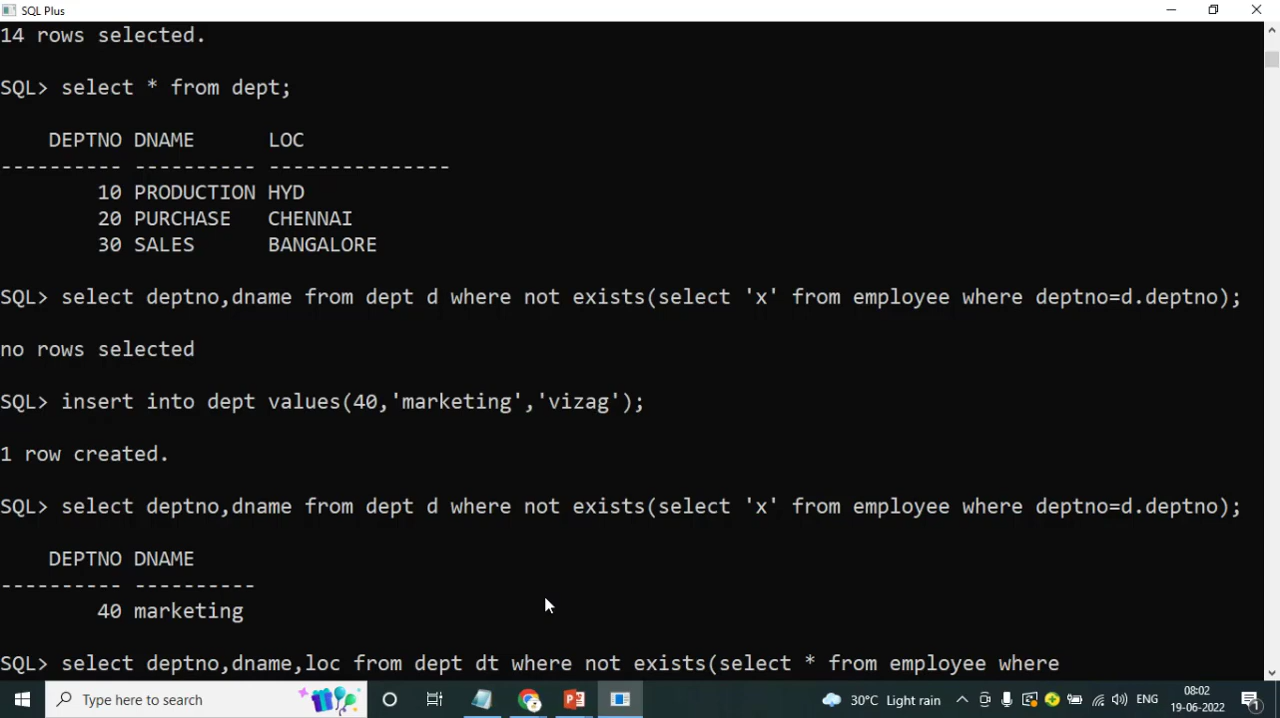 SQL Plus
14 rows selected.
SQL> select * from dept;
DEPTNO DNAME LOC
---------- ---------- ---------------
10 PRODUCTION HYD
20 PURCHASE CHENNAI
30 SALES BANGALORE
SQL> select deptno,dname from dept d where not exists(select 'x' from employee where deptno=d.deptno);
no rows selected
SQL> insert into dept values(40,'marketing','vizag');
1 row created.
SQL> select deptno,dname from dept d where not exists(select 'x' from employee where deptno=d.deptno);
DEPTNO DNAME
---------- ----------
40 marketing
SQL> select deptno,dname,loc from dept dt where not exists(select * from employee where
Type here to search
30°C Light rain
ENG
08:02
19-06-2022
1